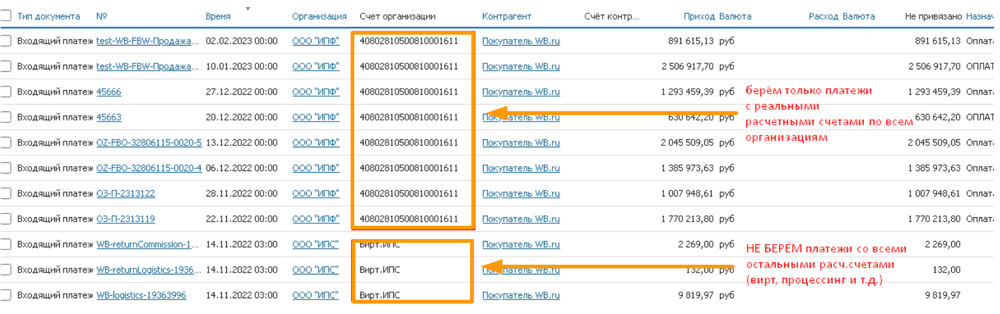 Тип документа № Время Организация Счет организации Контрагент Счёт контр... Приход Валюта Расход Валюта Не привязано Назнач
Входящий платеж test-WB-FBW-Продажа... 02.02.2023 00:00 ООО "ИПФ" 40802810500810001611 Покупатель WB.ru 891 615,13 руб 891 615,13 Оплат
Входящий платеж test-WB-FBW-Продажа... 10.01.2023 00:00 ООО "ИПФ" 40802810500810001611 Покупатель WB.ru 2 506 917,70 руб 2 506 917,70 ОПЛАТ
Входящий платеж 45666 27.12.2022 00:00 ООО "ИПФ" 40802810500810001611 Покупатель WB.ru 1 293 459,39 руб 1 293 459,39 Оплат
Входящий платеж 45663 20.12.2022 00:00 ООО "ИПФ" 40802810500810001611 Покупатель WB.ru 630 642,20 руб 630 642,20 ОПЛАТ
берём только платежи
с реальными
расчетными счетами по всем
организациям
Входящий платеж OZ-FBO-32806115-0020-5 13.12.2022 00:00 ООО "ИПФ" 40802810500810001611 Покупатель WB.ru 2 045 509,05 руб 2 045 509,05 Оплат
Входящий платеж OZ-FBO-32806115-0020-4 06.12.2022 00:00 ООО "ИПФ" 40802810500810001611 Покупатель WB.ru 1 385 973,63 руб 1 385 973,63 Оплат
Входящий платеж ОЗ-П-2313122 28.11.2022 00:00 ООО "ИПФ" 40802810500810001611 Покупатель WB.ru 1 007 948,61 руб 1 007 948,61 Оплат
Входящий платеж ОЗ-П-2313119 22.11.2022 00:00 ООО "ИПФ" 40802810500810001611 Покупатель WB.ru 1 770 213,80 руб 1 770 213,80 Оплат
Входящий платеж WB-returnCommission-1... 14.11.2022 03:00 ООО "ИПС" Вирт.ИПС Покупатель WB.ru 2 269,00 руб 2 269,00
Входящий платеж WB-returnLogistics-1936... 14.11.2022 03:00 ООО "ИПС" Вирт.ИПС Покупатель WB.ru 132,00 руб 132,00
НЕ БЕРЁМ платежи со всеми
остальными расч.счетами
(вирт, процессинг и т.д.)
Входящий платеж WB-logistics-19363996 14.11.2022 03:00 ООО "ИПС" Вирт.ИПС Покупатель WB.ru 9 819,97 руб 9 819,97